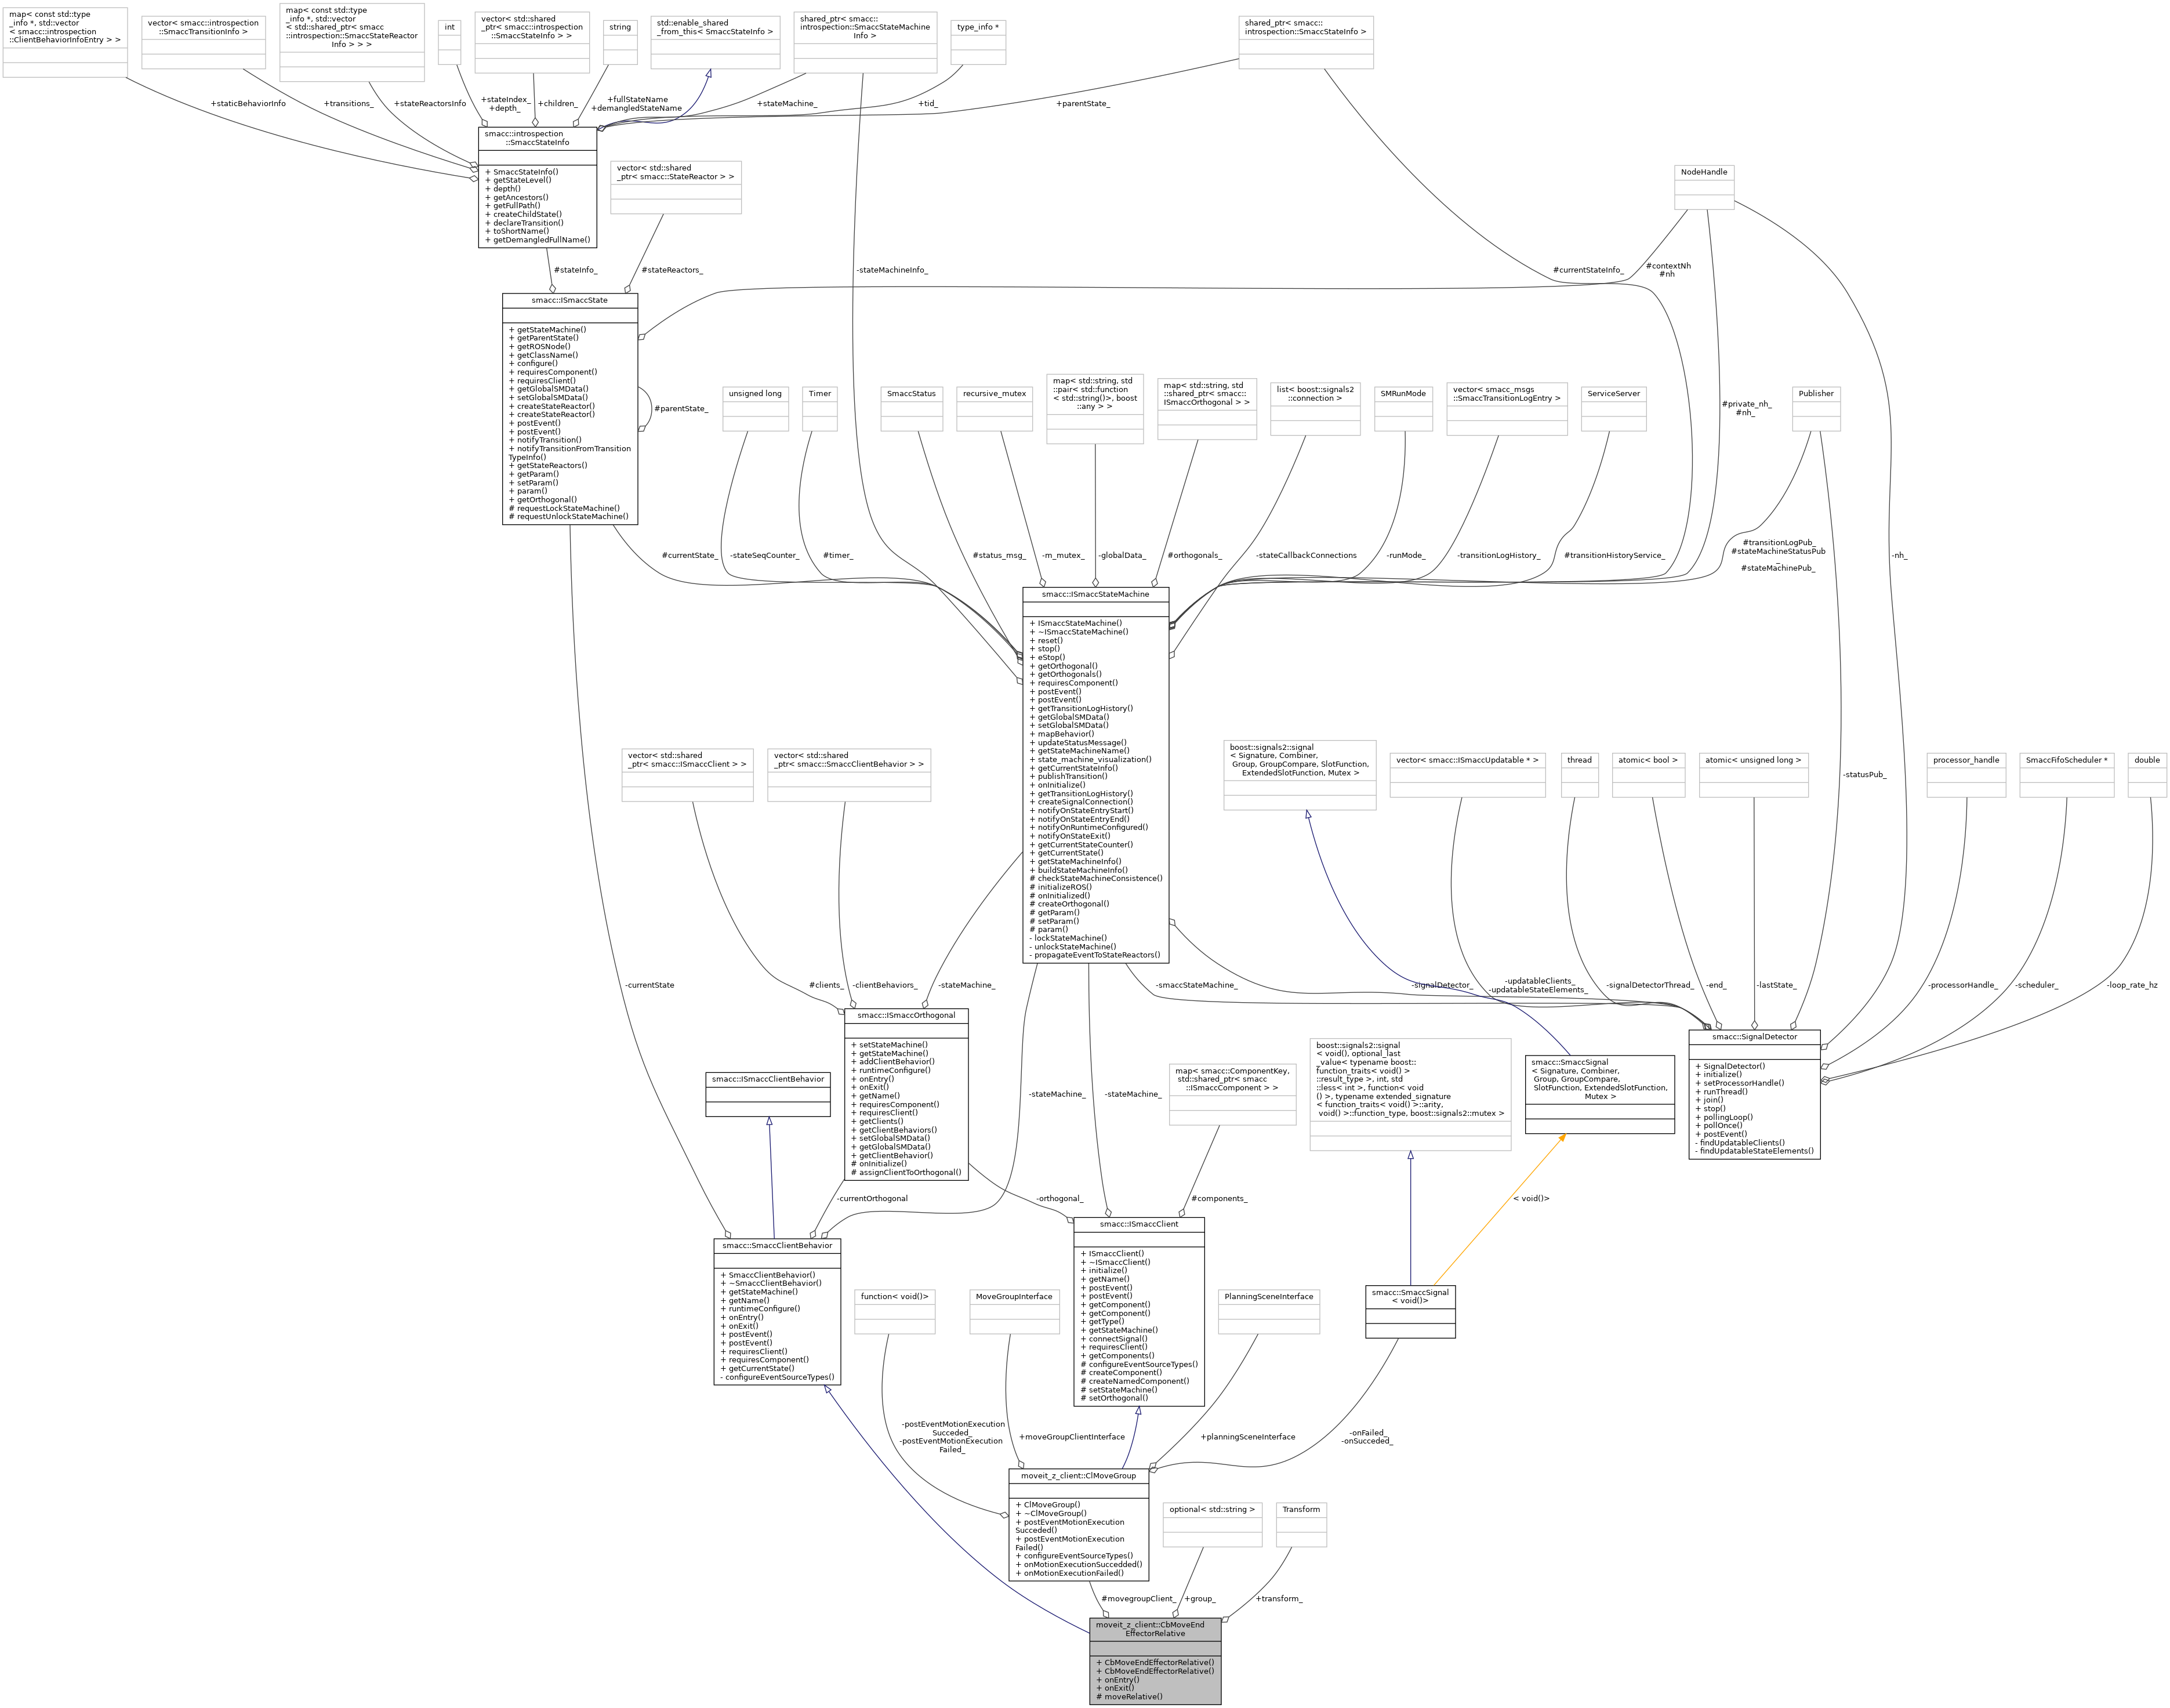 map< const std::type
_info *, std::vector
< smacc::introspection
::ClientBehaviorInfoEntry > >
vector< smacc::introspection
::SmaccTransitionInfo >
map< const std::type
_info *, std::vector
< std::shared_ptr< smacc
::introspection::SmaccStateReactor
Info > > >
int
vector< std::shared
_ptr< smacc::introspection
::SmaccStateInfo > >
string
std::enable_shared
_from_this< SmaccStateInfo >
shared_ptr< smacc::
introspection::SmaccStateMachine
Info >
type_info *
shared_ptr< smacc::
introspection::SmaccStateInfo >
+staticBehaviorInfo
+transitions_
+stateReactorsInfo
+stateIndex_
+depth_
+children_
+fullStateName
+demangledStateName
+stateMachine_
+tid_
+parentState_
smacc::introspection
::SmaccStateInfo
+ SmaccStateInfo()
+ getStateLevel()
+ depth()
+ getAncestors()
+ getFullPath()
+ createChildState()
+ declareTransition()
+ toShortName()
+ getDemangledFullName()
vector< std::shared
_ptr< smacc::StateReactor > >
NodeHandle
#stateInfo_
#stateReactors_
-stateMachineInfo_
#currentStateInfo_
#contextNh
#nh
smacc::ISmaccState
+ getStateMachine()
+ getParentState()
+ getROSNode()
+ getClassName()
+ configure()
+ requiresComponent()
+ requiresClient()
+ getGlobalSMData()
+ setGlobalSMData()
+ createStateReactor()
+ createStateReactor()
+ postEvent()
+ postEvent()
+ notifyTransition()
+ notifyTransitionFromTransition
TypeInfo()
+ getStateReactors()
+ getParam()
+ setParam()
+ param()
+ getOrthogonal()
# requestLockStateMachine()
# requestUnlockStateMachine()
#parentState_
unsigned long
Timer
SmaccStatus
recursive_mutex
map< std::string, std
::pair< std::function
< std::string()>, boost
::any > >
map< std::string, std
::shared_ptr< smacc::
ISmaccOrthogonal > >
list< boost::signals2
::connection >
SMRunMode
vector< smacc_msgs
::SmaccTransitionLogEntry >
ServiceServer
#private_nh_
#nh_
Publisher
#currentState_
-stateSeqCounter_
#timer_
#status_msg_
-m_mutex_
-globalData_
#orthogonals_
-stateCallbackConnections
-runMode_
-transitionLogHistory_
#transitionHistoryService_
#transitionLogPub_
#stateMachineStatusPub
_
#stateMachinePub_
-nh_
smacc::ISmaccStateMachine
+ ISmaccStateMachine()
+ ~ISmaccStateMachine()
+ reset()
+ stop()
+ eStop()
+ getOrthogonal()
+ getOrthogonals()
+ requiresComponent()
+ postEvent()
+ postEvent()
+ getTransitionLogHistory()
+ getGlobalSMData()
+ setGlobalSMData()
+ mapBehavior()
+ updateStatusMessage()
+ getStateMachineName()
+ state_machine_visualization()
+ getCurrentStateInfo()
+ publishTransition()
+ onInitialize()
+ getTransitionLogHistory()
+ createSignalConnection()
+ notifyOnStateEntryStart()
+ notifyOnStateEntryEnd()
+ notifyOnRuntimeConfigured()
+ notifyOnStateExit()
+ getCurrentStateCounter()
+ getCurrentState()
+ getStateMachineInfo()
+ buildStateMachineInfo()
# checkStateMachineConsistence()
# initializeROS()
# onInitialized()
# createOrthogonal()
# getParam()
# setParam()
# param()
- lockStateMachine()
- unlockStateMachine()
- propagateEventToStateReactors()
vector< std::shared
_ptr< smacc::ISmaccClient > >
vector< std::shared
_ptr< smacc::SmaccClientBehavior > >
boost::signals2::signal
< Signature, Combiner,
Group, GroupCompare, SlotFunction,
ExtendedSlotFunction, Mutex >
vector< smacc::ISmaccUpdatable * >
thread
atomic< bool >
atomic< unsigned long >
-statusPub_
processor_handle
SmaccFifoScheduler *
double
-currentState
#clients_
-clientBehaviors_
-stateMachine_
-smaccStateMachine_
-signalDetector_
-updatableClients_
-updatableStateElements_
-signalDetectorThread_
-end_
-lastState_
-processorHandle_
-scheduler_
-loop_rate_hz
smacc::ISmaccOrthogonal
+ setStateMachine()
+ getStateMachine()
+ addClientBehavior()
+ runtimeConfigure()
+ onEntry()
+ onExit()
+ getName()
+ requiresComponent()
+ requiresClient()
+ getClients()
+ getClientBehaviors()
+ setGlobalSMData()
+ getGlobalSMData()
+ getClientBehavior()
# onInitialize()
# assignClientToOrthogonal()
smacc::SignalDetector
+ SignalDetector()
+ initialize()
+ setProcessorHandle()
+ runThread()
+ join()
+ stop()
+ pollingLoop()
+ pollOnce()
+ postEvent()
- findUpdatableClients()
- findUpdatableStateElements()
smacc::ISmaccClientBehavior
-stateMachine_
-stateMachine_
map< smacc::ComponentKey,
std::shared_ptr< smacc
::ISmaccComponent > >
boost::signals2::signal
< void(), optional_last
_value< typename boost::
function_traits< void() >
::result_type >, int, std
::less< int >, function< void
() >, typename extended_signature
< function_traits< void() >::arity,
void() >::function_type, boost::signals2::mutex >
smacc::SmaccSignal
< Signature, Combiner,
Group, GroupCompare,
SlotFunction, ExtendedSlotFunction,
Mutex >
-currentOrthogonal
-orthogonal_
#components_
< void()>
smacc::SmaccClientBehavior
+ SmaccClientBehavior()
+ ~SmaccClientBehavior()
+ getStateMachine()
+ getName()
+ runtimeConfigure()
+ onEntry()
+ onExit()
+ postEvent()
+ postEvent()
+ requiresClient()
+ requiresComponent()
+ getCurrentState()
- configureEventSourceTypes()
function< void()>
MoveGroupInterface
smacc::ISmaccClient
+ ISmaccClient()
+ ~ISmaccClient()
+ initialize()
+ getName()
+ postEvent()
+ postEvent()
+ getComponent()
+ getComponent()
+ getType()
+ getStateMachine()
+ connectSignal()
+ requiresClient()
+ getComponents()
# configureEventSourceTypes()
# createComponent()
# createNamedComponent()
# setStateMachine()
# setOrthogonal()
PlanningSceneInterface
smacc::SmaccSignal
< void()>
-postEventMotionExecution
Succeded_
-postEventMotionExecution
Failed_
+moveGroupClientInterface
+planningSceneInterface
-onFailed_
-onSucceded_
moveit_z_client::ClMoveGroup
+ ClMoveGroup()
+ ~ClMoveGroup()
+ postEventMotionExecution
Succeded()
+ postEventMotionExecution
Failed()
+ configureEventSourceTypes()
+ onMotionExecutionSuccedded()
+ onMotionExecutionFailed()
optional< std::string >
Transform
#movegroupClient_
+group_
+transform_
moveit_z_client::CbMoveEnd
EffectorRelative
+ CbMoveEndEffectorRelative()
+ CbMoveEndEffectorRelative()
+ onEntry()
+ onExit()
# moveRelative()